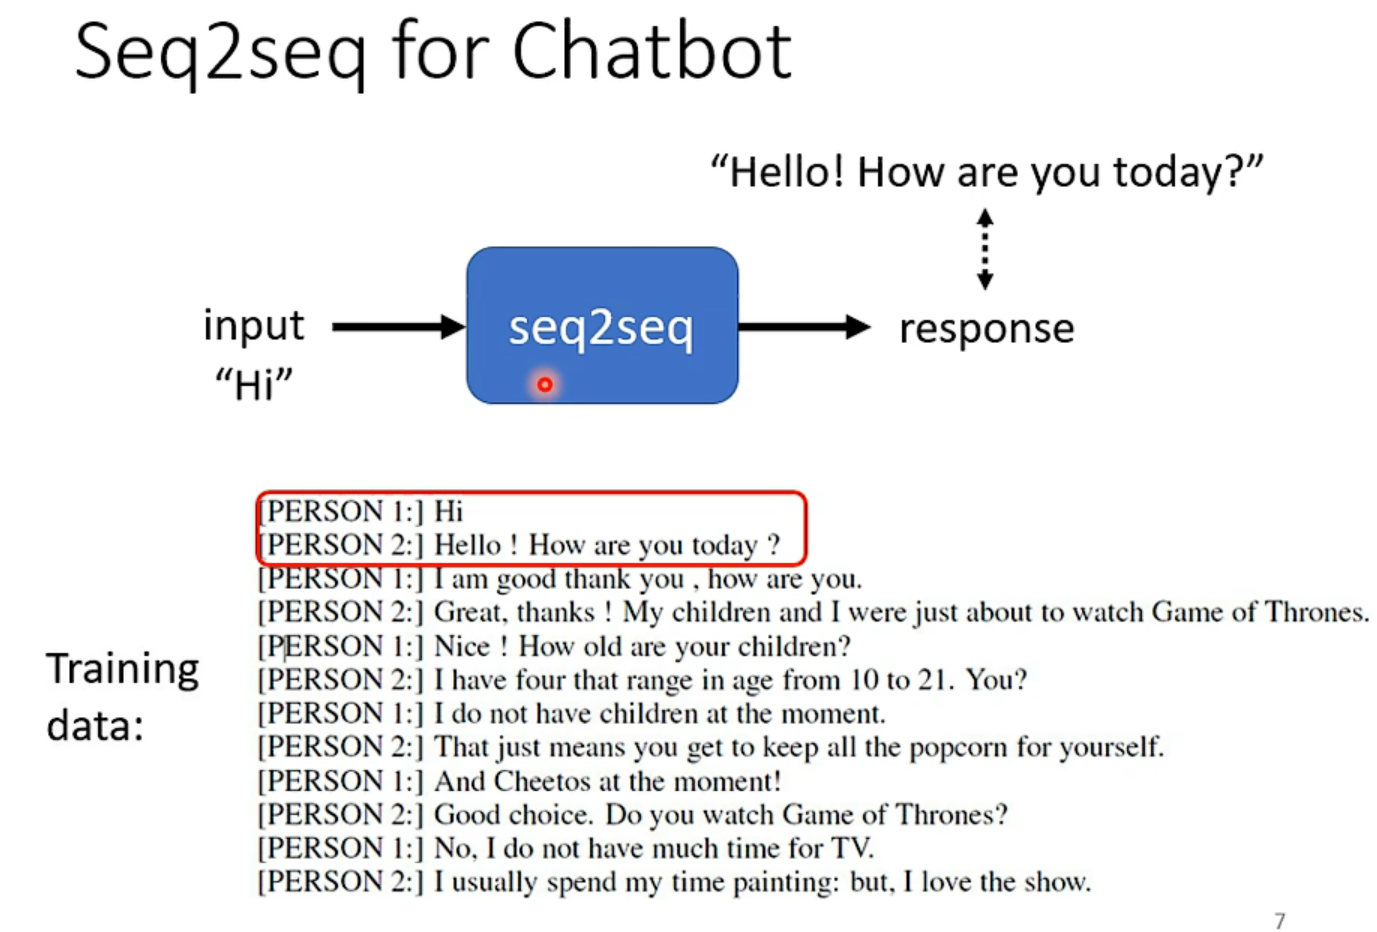 Seq2seq for Chatbot
“Hello! How are you today?”
input
seq2seq
response
“Hi”
[PERSON 1:] Hi
[PERSON 2:] Hello ! How are you today ?
[PERSON 1:] I am good thank you , how are you.
[PERSON 2:] Great, thanks ! My children and I were just about to watch Game of Thrones.
[PERSON 1:] Nice ! How old are your children?
[PERSON 2:] I have four that range in age from 10 to 21. You?
[PERSON 1:] I do not have children at the moment.
[PERSON 2:] That just means you get to keep all the popcorn for yourself.
[PERSON 1:] And Cheetos at the moment!
[PERSON 2:] Good choice. Do you watch Game of Thrones?
[PERSON 1:] No, I do not have much time for TV.
[PERSON 2:] I usually spend my time painting: but, I love the show.
Training
data:
7